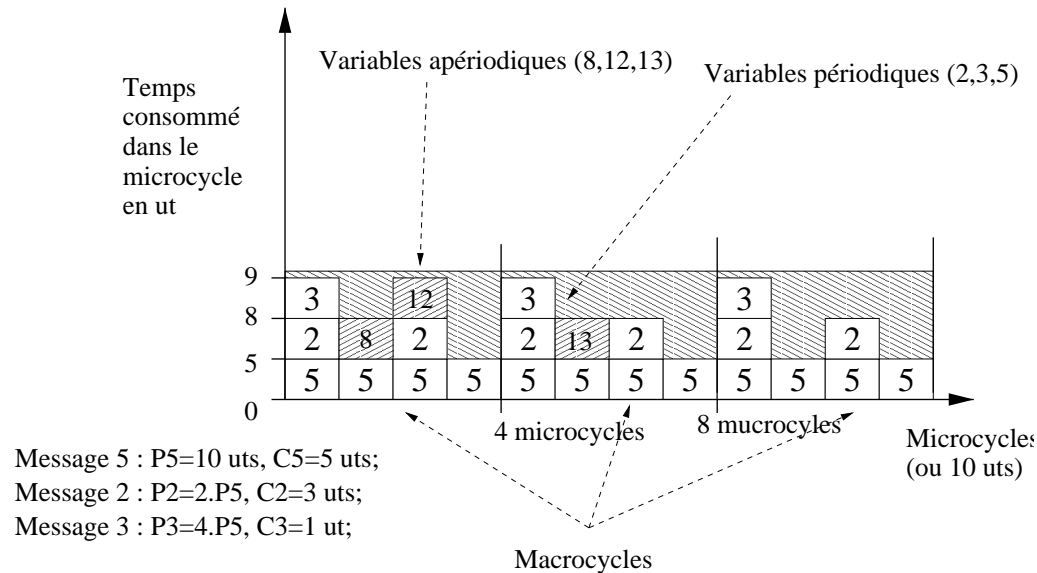 Variables apériodiques (8,12,13)
Variables périodiques (2,3,5)
Temps
consommé
dans le
microcycle
en ut
9
3 12 3 3
8
2 8 2 2 13 2 2 2
5
5 5 5 5 5 5 5 5 5 5 5 5
0
4 microcycles
8 mucrocyles
Microcycles
(ou 10 uts)
Message 5 : P5=10 uts, C5=5 uts;
Message 2 : P2=2.P5, C2=3 uts;
Message 3 : P3=4.P5, C3=1 ut;
Macrocycles